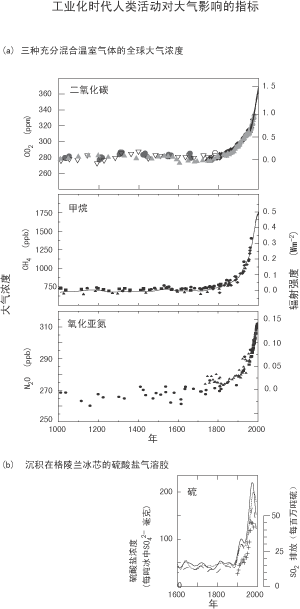 工业化时代人类活动对大气影响的指标
(a) 三种充分混合温室气体的全球大气浓度
二氧化碳
CO2 (ppm)
360
340
320
300
280
260
1.5
1.0
0.5
0.0
甲烷
CH4 (ppb)
1750
1500
1250
1000
750
0.5
0.4
0.3
0.2
0.1
0.0
大气浓度
辐射强度 (Wm-2)
氧化亚氮
N2O (ppb)
310
290
270
250
0.15
0.10
0.05
0.0
1000
1200
1400
1600
1800
2000
年
(b) 沉积在格陵兰冰芯的硫酸盐气溶胶
硫
硫酸盐浓度
(每吨冰中SO4 2- 毫克)
200
100
0
50
25
0
SO2 排放 (每百万吨硫)
1600
1800
2000
年